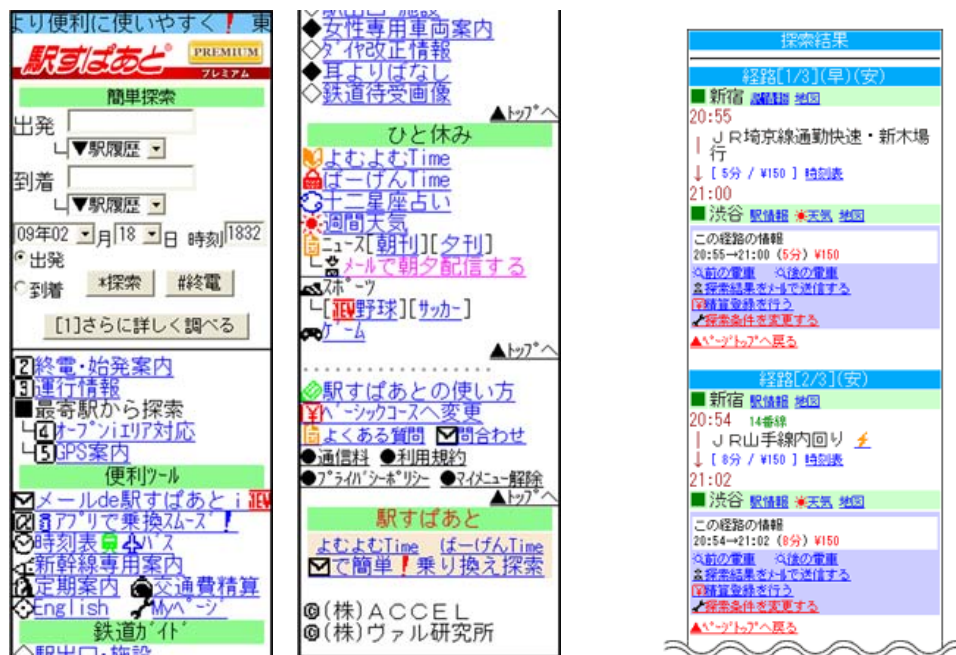 より便利に使いやすく! 東
駅すぱあと PREMIUM
プレミアム
簡単探索
出発
└▼駅履歴
到着
└▼駅履歴
09年02 月 18 日 時刻 1832
出発
到着 *探索 #終電
[1]さらに詳しく調べる
2終電・始発案内
3運行情報
■最寄駅から探索
└4オープンiエリア対応
└5GPS案内
便利ツール
メールde駅すぱあとi NEW
アプリで乗換スムーズ!
時刻表 バス
新幹線専用案内
定期案内 交通費精算
English Myページ
鉄道ガイド
◇駅出口・施設
◇駅出口・施設
◆女性専用車両案内
◇ダイヤ改正情報
◆耳よりばなし
◇鉄道待受画像
▲トップへ
ひと休み
よむよむTime
ばーげんTime
十二星座占い
週間天気
ニュース[朝刊][夕刊]
└メールで朝夕配信する
スポーツ
└[NEW野球][サッカー]
ゲーム
▲トップへ
駅すぱあとの使い方
¥ベーシックコースへ変更
よくある質問 問合わせ
●通信料 ●利用規約
●プライバシーポリシー ●マイメニュー解除
▲トップへ
駅すぱあと
よむよむTime ばーげんTime
で簡単!乗り換え探索
©(株)ACCEL
©(株)ヴァル研究所
探索結果
経路[1/3](早)(安)
■新宿 駅情報 地図
20:55
| JR埼京線通勤快速・新木場
| 行
↓[ 5分 / ¥150 ] 時刻表
21:00
■渋谷 駅情報 天気 地図
この経路の情報
20:55→21:00 (5分) ¥150
前の電車 後の電車
探索結果をメールで送信する
¥精算登録を行う
探索条件を変更する
▲ページトップへ戻る
経路[2/3](安)
■新宿 駅情報 地図
20:54 14番線
| JR山手線内回り
↓[ 8分 / ¥150 ] 時刻表
21:02
■渋谷 駅情報 天気 地図
この経路の情報
20:54→21:02 (8分) ¥150
前の電車 後の電車
探索結果をメールで送信する
¥精算登録を行う
探索条件を変更する
▲ページトップへ戻る